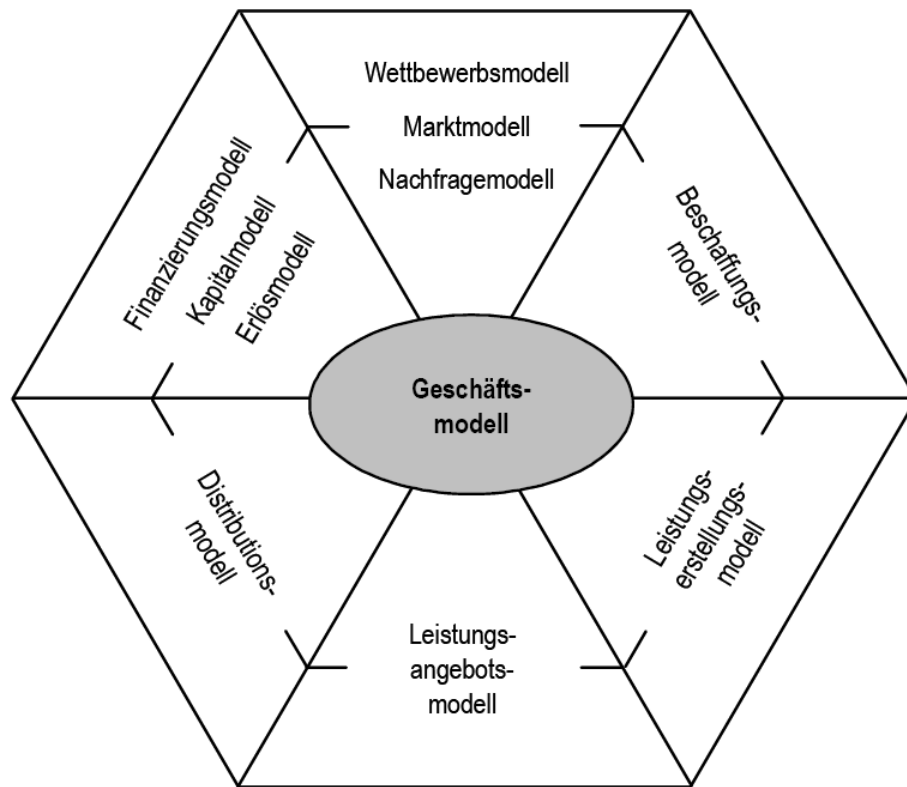 Wettbewerbsmodell
Marktmodell
Nachfragemodell
Finanzierungsmodell
Kapitalmodell
Erlösmodell
Beschaffungs-
modell
Geschäfts-
modell
Distributions-
modell
Leistungs-
erstellungs-
modell
Leistungs-
angebots-
modell